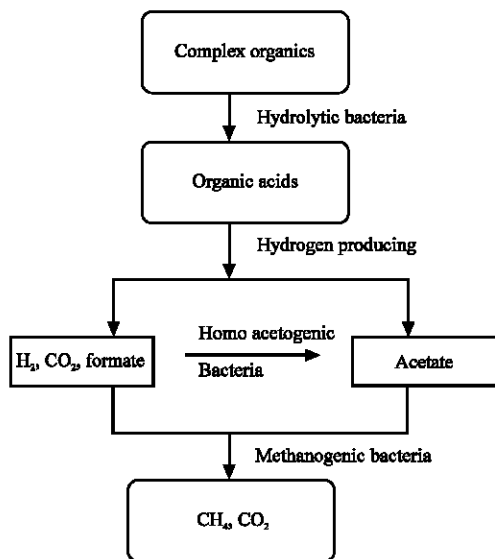 Complex organics
Hydrolytic bacteria
Organic acids
Hydrogen producing
H₂, CO₂, formate
Homo acetogenic
Bacteria
Acetate
Methanogenic bacteria
CH₄, CO₂